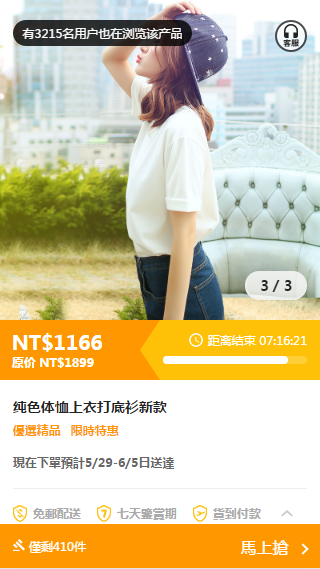 有3215名用户也在浏览该产品
客服
3 / 3
NT$1166
原价 NT$1899
距离结束 07:16:21
纯色体恤上衣打底衫新款
優選精品 限時特惠
現在下單預計5/29-6/5日送達
免郵配送 七天鑒賞期 貨到付款
僅剩410件
馬上搶